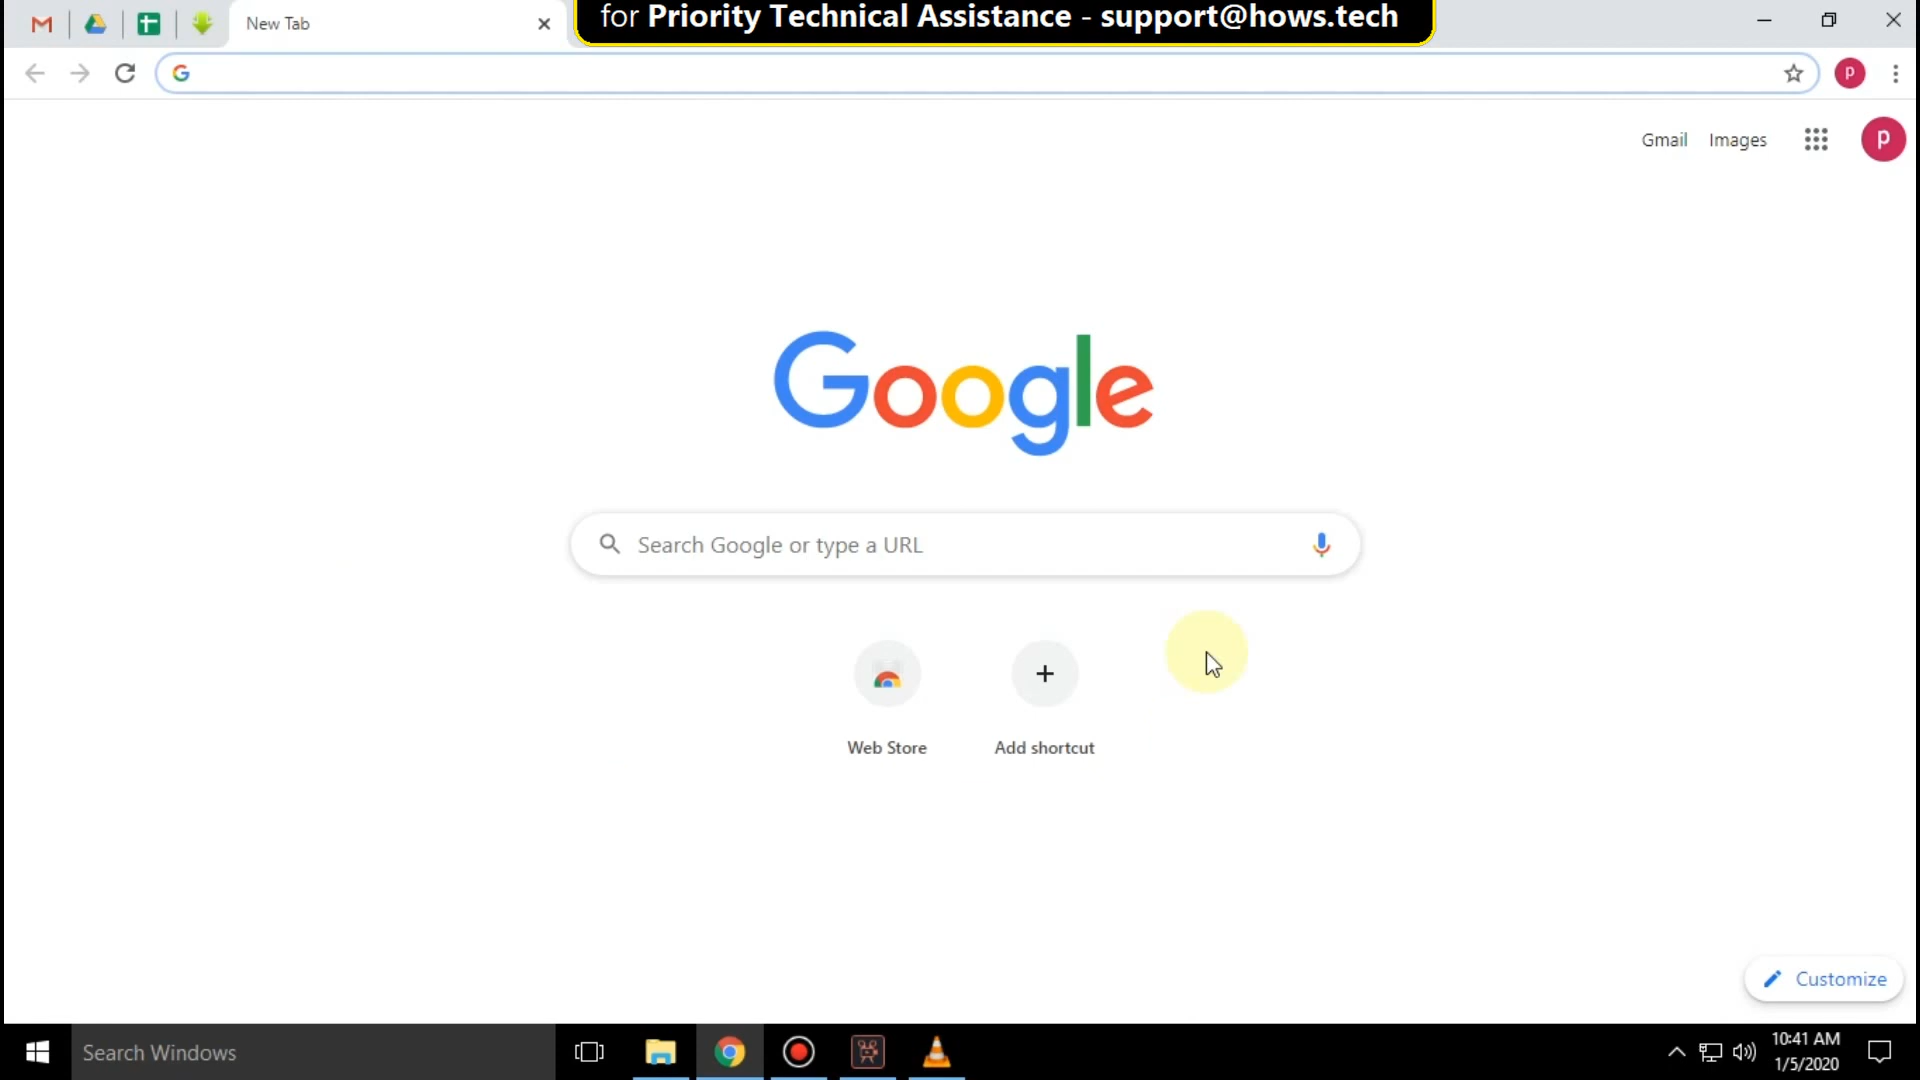 New Tab
for Priority Technical Assistance - support@hows.tech
P
Gmail
Images
P
Google
Search Google or type a URL
Web Store
Add shortcut
Customize
Search Windows
10:41 AM
1/5/2020